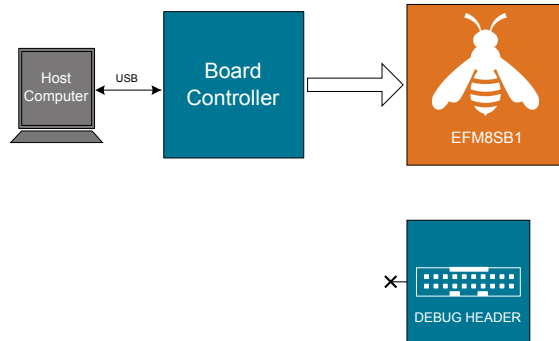 Host
Computer
USB
Board
Controller
EFM8SB1
DEBUG HEADER